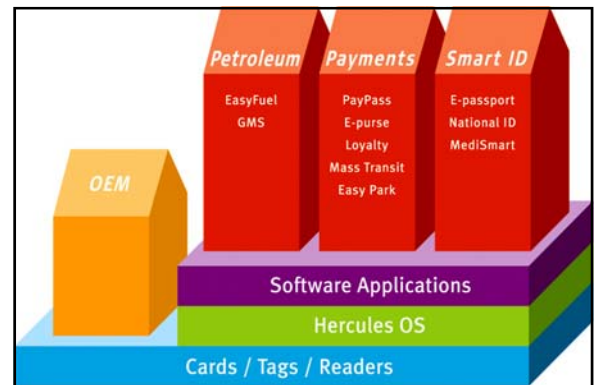 Petroleum
EasyFuel
GMS
Payments
PayPass
E-purse
Loyalty
Mass Transit
Easy Park
Smart ID
E-passport
National ID
MediSmart
OEM
Software Applications
Hercules OS
Cards / Tags / Readers